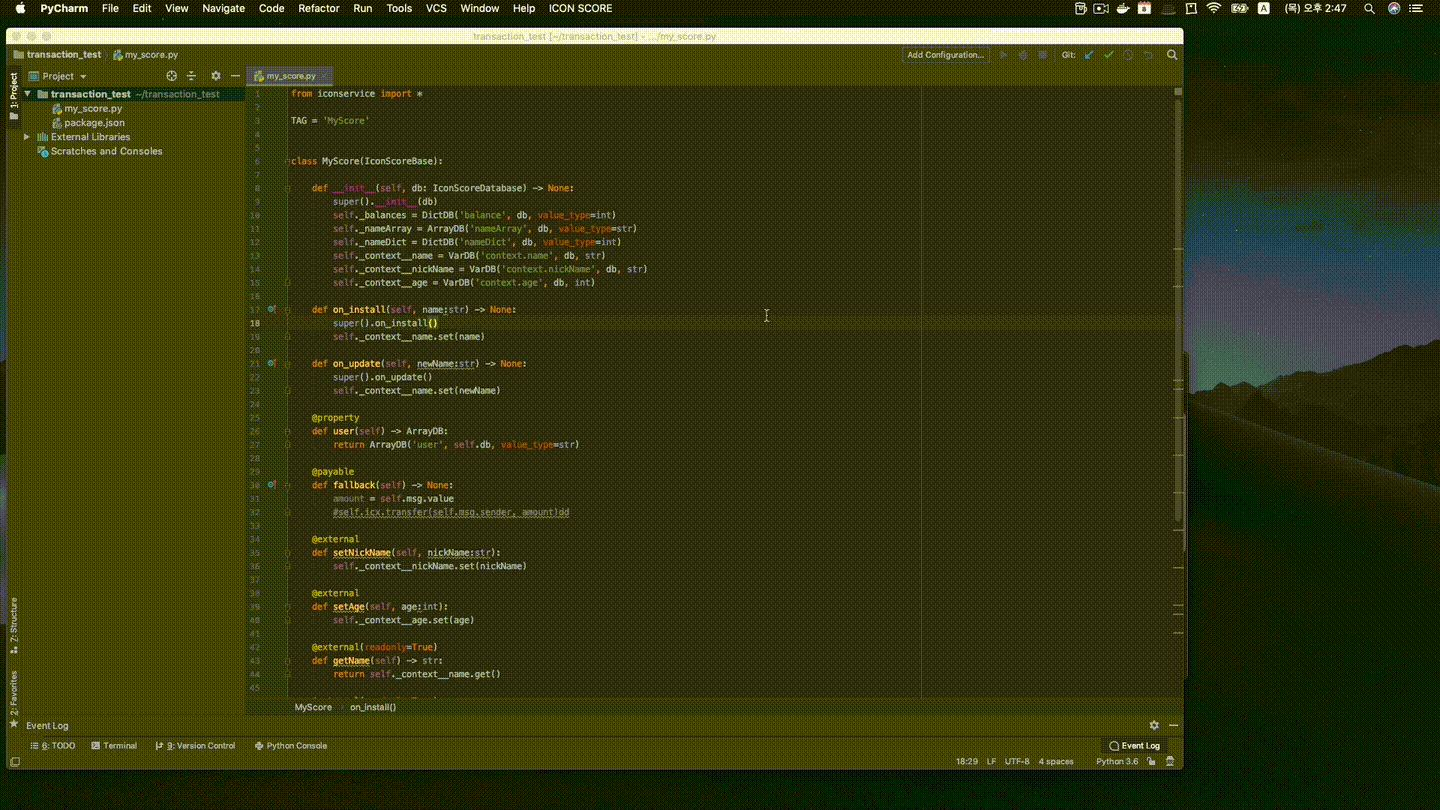 PyCharm File Edit View Navigate Code Refactor Run Tools VCS Window Help ICON SCORE 8 A (목) 오후 2:47
transaction_test [~/transaction_test] - .../my_score.py
transaction_test my_score.py Add Configuration... Git:
1: Project
Project
my_score.py
transaction_test ~/transaction_test
my_score.py
package.json
External Libraries
Scratches and Consoles
7: Structure
2: Favorites
1 from iconservice import *
2
3 TAG = 'MyScore'
4
5
6 class MyScore(IconScoreBase):
7
8 def __init__(self, db: IconScoreDatabase) -> None:
9 super().__init__(db)
10 self._balances = DictDB('balance', db, value_type=int)
11 self._nameArray = ArrayDB('nameArray', db, value_type=str)
12 self._nameDict = DictDB('nameDict', db, value_type=int)
13 self._context__name = VarDB('context.name', db, str)
14 self._context__nickName = VarDB('context.nickName', db, str)
15 self._context__age = VarDB('context.age', db, int)
16
17 def on_install(self, name:str) -> None:
18 super().on_install()
19 self._context__name.set(name)
20
21 def on_update(self, newName:str) -> None:
22 super().on_update()
23 self._context__name.set(newName)
24
25 @property
26 def user(self) -> ArrayDB:
27 return ArrayDB('user', self.db, value_type=str)
28
29 @payable
30 def fallback(self) -> None:
31 amount = self.msg.value
32 #self.icx.transfer(self.msg.sender, amount)dd
33
34 @external
35 def setNickName(self, nickName:str):
36 self._context__nickName.set(nickName)
37
38 @external
39 def setAge(self, age:int):
40 self._context__age.set(age)
41
42 @external(readonly=True)
43 def getName(self) -> str:
44 return self._context__name.get()
45
MyScore on_install()
Event Log
6: TODO Terminal 9: Version Control Python Console Event Log
18:29 LF UTF-8 4 spaces Python 3.6